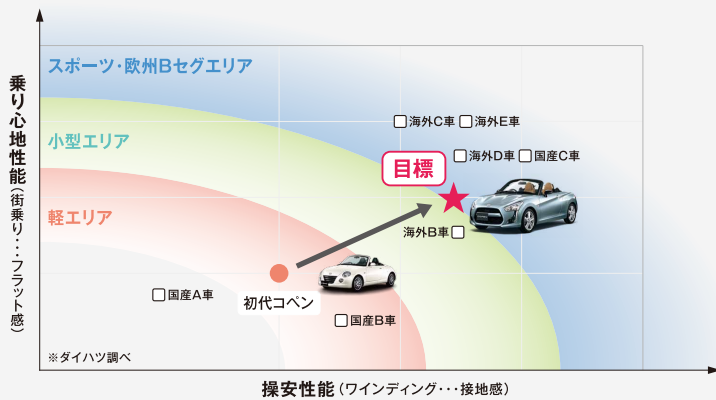 スポーツ・欧州Bセグエリア
小型エリア
軽エリア
乗り心地性能(街乗り・・・フラット感)
□海外C車 □海外E車
□海外D車 □国産C車
目標
海外B車□
初代コペン
□国産A車
□国産B車
※ダイハツ調べ
操安性能(ワインディング・・・接地感)